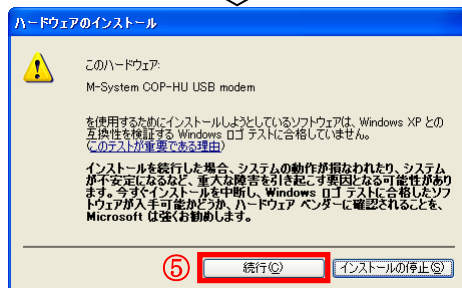 ハードウェアのインストール
このハードウェア:
M-System COP-HU USB modem
を使用するためにインストールしようとしているソフトウェアは、Windows XP との
互換性を検証する Windows ロゴ テストに合格していません。
(このテストが重要である理由)
インストールを続行した場合、システムの動作が損なわれたり、システム
が不安定になるなど、重大な障害を引き起こす要因となる可能性があり
ます。今すぐインストールを中断し、Windows ロゴ テストに合格したソフ
トウェアが入手可能かどうか、ハードウェア ベンダーに確認されることを、
Microsoft は強くお勧めします。
⑤ 続行(C) インストールの停止(S)